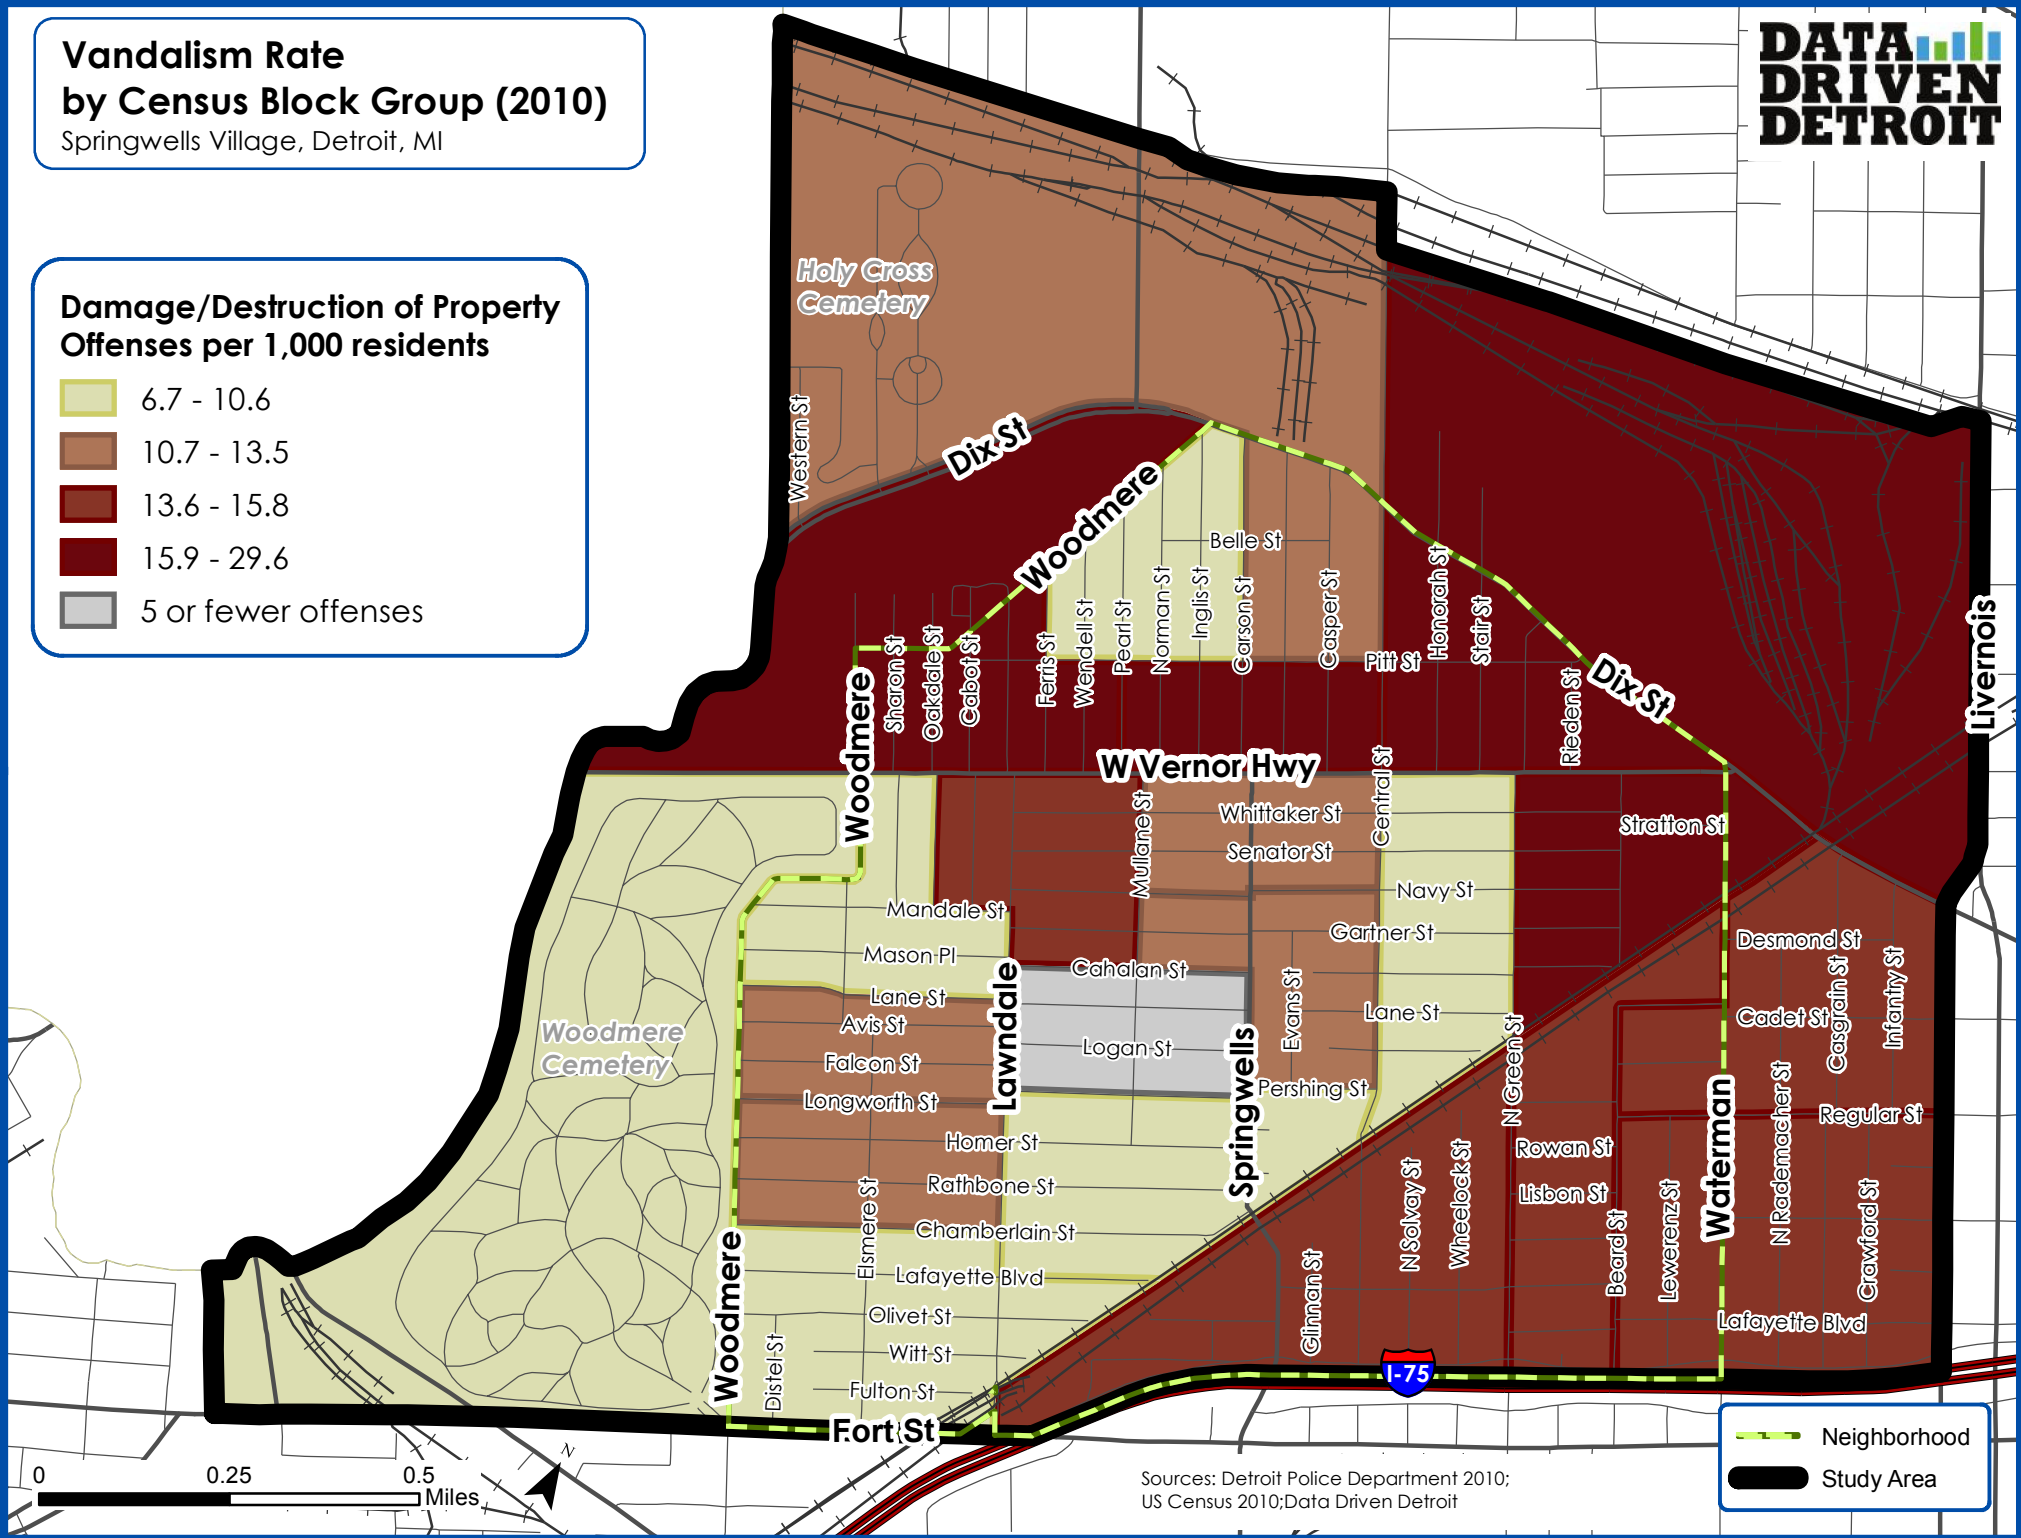 Vandalism Rate
by Census Block Group (2010)
Springwells Village, Detroit, MI
DATA
DRIVEN
DETROIT
Damage/Destruction of Property
Offenses per 1,000 residents
6.7 - 10.6
10.7 - 13.5
13.6 - 15.8
15.9 - 29.6
5 or fewer offenses
Holy Cross
Cemetery
Western St
Dix St
Woodmere
Belle St
Ferris St
Wendell St
Pearl St
Norman St
Inglis St
Carson St
Casper St
Honorah St
Stair St
Pitt St
Sharon St
Oakdale St
Cabot St
Rieden St
Dix St
Livernois
Woodmere
W Vernor Hwy
Central St
Mullane St
Whittaker St
Senator St
Stratton St
Navy St
Mandale St
Gartner St
Desmond St
Mason Pl
Cahalan St
Lane St
Lawndale
Evans St
Lane St
Cadet St
Casgrain St
Infantry St
Avis St
Woodmere
Cemetery
Logan St
Falcon St
Springwells
Pershing St
N Green St
Longworth St
Regular St
Homer St
Rowan St
Waterman
N Rademacher St
Rathbone St
Lisbon St
N Solvay St
Wheelock St
Beard St
Lewerenz St
Crawford St
Elsmere St
Chamberlain St
Lafayette Blvd
Glinnan St
Olivet St
Lafayette Blvd
Woodmere
Distel St
Witt St
I-75
Fulton St
Fort St
Neighborhood
Study Area
N
0 0.25 0.5
Miles
Sources: Detroit Police Department 2010;
US Census 2010;Data Driven Detroit